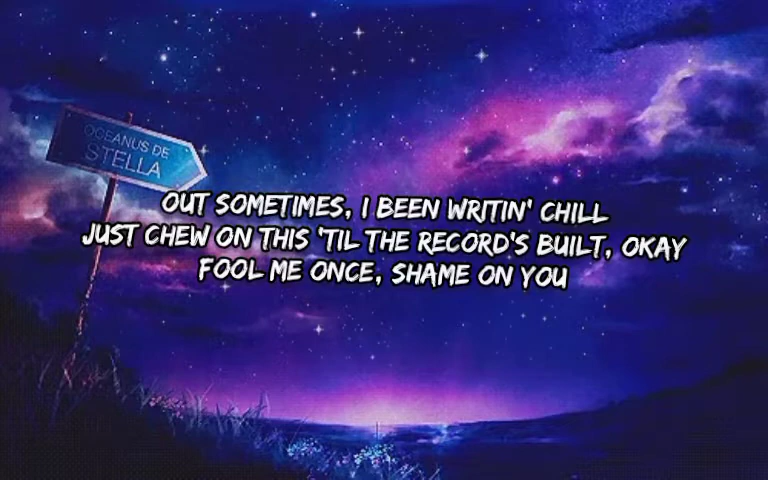 OCEANUS DE
STELLA
OUT SOMETIMES, I BEEN WRITIN' CHILL
JUST CHEW ON THIS 'TIL THE RECORD'S BUILT, OKAY
FOOL ME ONCE, SHAME ON YOU